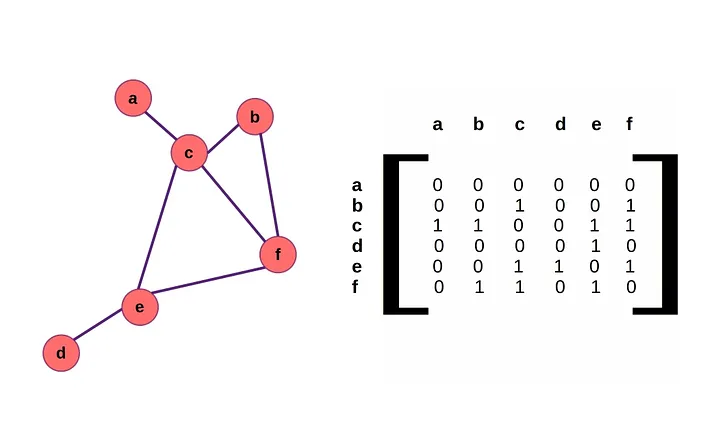 a
b
c
f
e
d
a b c d e f
a 0 0 0 0 0 0
b 0 0 1 0 0 1
c 1 1 0 0 1 1
d 0 0 0 0 1 0
e 0 0 1 1 0 1
f 0 1 1 0 1 0